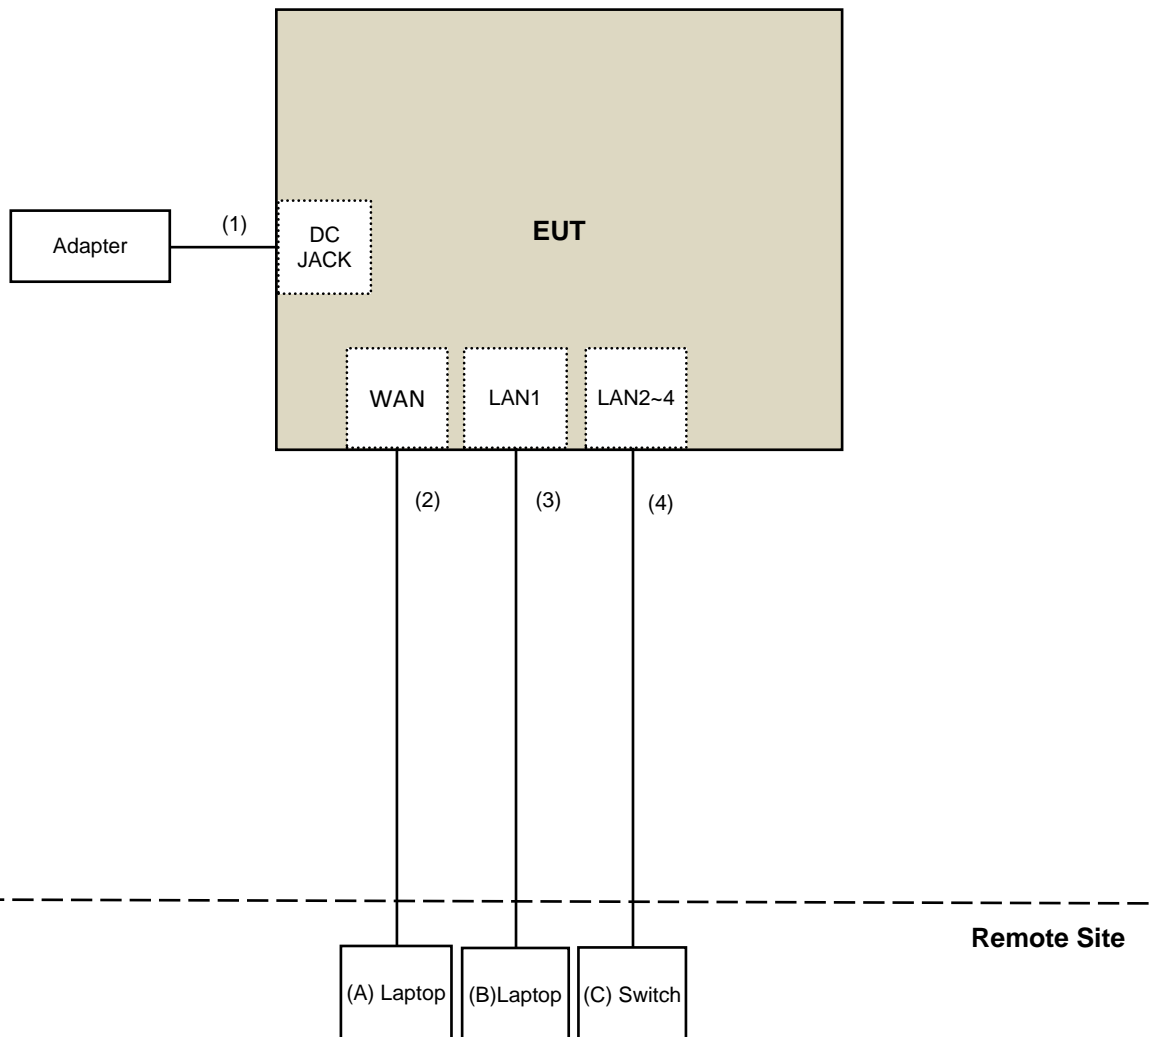 EUT
(1)
Adapter
DC
JACK
WAN
LAN1
LAN2~4
(2)
(3)
(4)
Remote Site
(A) Laptop
(B)Laptop
(C) Switch